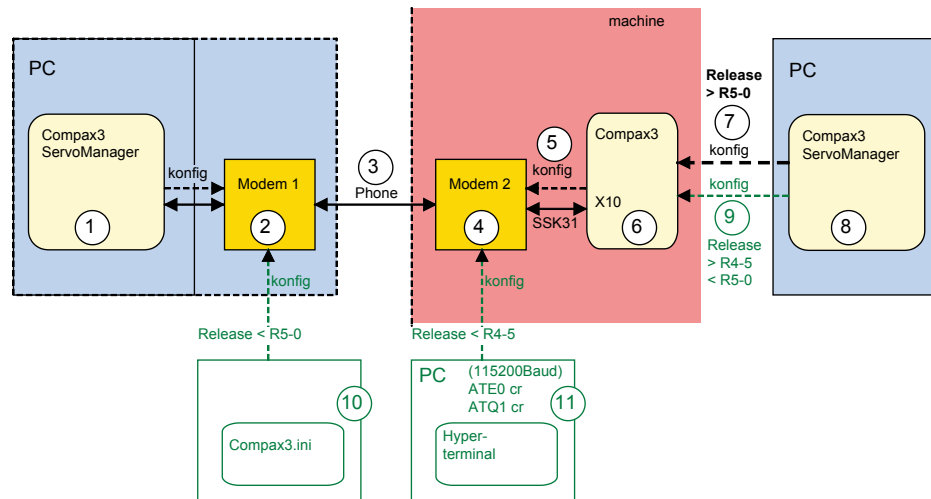 machine
PC
Compax3
ServoManager
1
konfig
Modem 1
2
3
Phone
Modem 2
4
5
konfig
SSK31
Compax3
X10
6
Release
> R5-0
7
konfig
konfig
9
Release
> R4-5
< R5-0
PC
Compax3
ServoManager
8
konfig
Release < R5-0
konfig
Release < R4-5
10
Compax3.ini
PC
(115200Baud)
ATE0 cr
ATQ1 cr
11
Hyper-
terminal